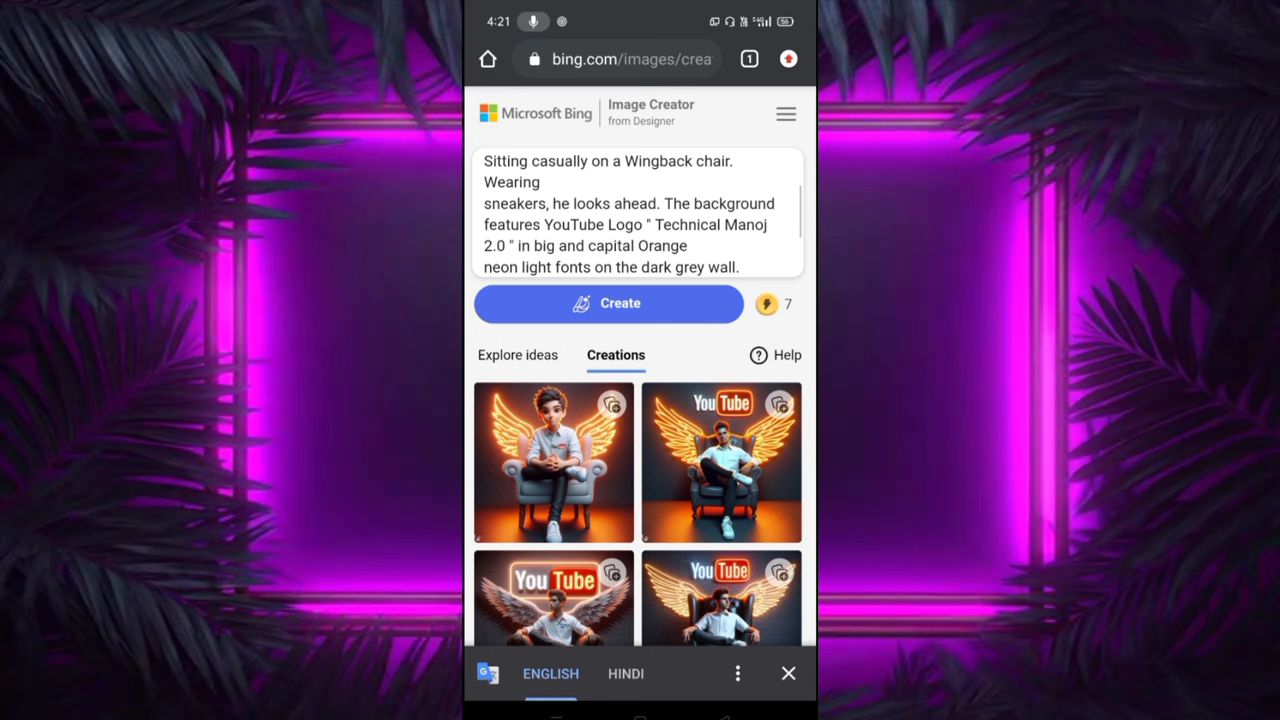 4:21
56
bing.com/images/crea
1
Microsoft Bing
Image Creator
from Designer
Sitting casually on a Wingback chair.
Wearing
sneakers, he looks ahead. The background
features YouTube Logo " Technical Manoj
2.0 " in big and capital Orange
neon light fonts on the dark grey wall.
Create
7
Explore ideas
Creations
? Help
YouTube
YouTube
YouTube
ENGLISH
HINDI